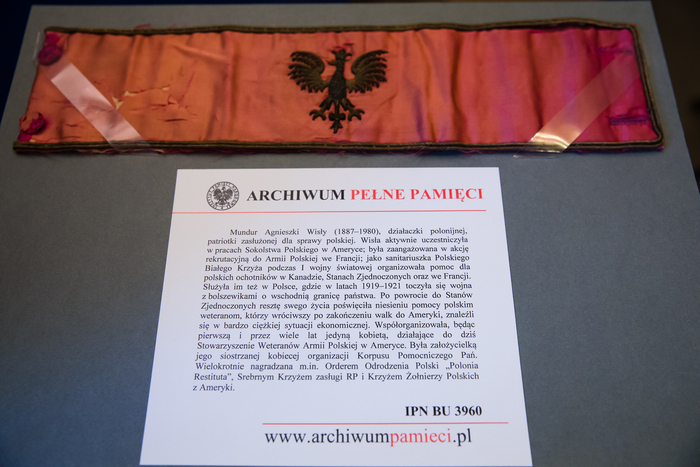 ARCHIWUM PEŁNE PAMIĘCI
Mundur Agnieszki Wisły (1887–1980), działaczki polonijnej,
patriotki zasłużonej dla sprawy polskiej. Wisła aktywnie uczestniczyła
w pracach Sokolstwa Polskiego w Ameryce; była zaangażowana w akcję
rekrutacyjną do Armii Polskiej we Francji; jako sanitariuszka Polskiego
Białego Krzyża podczas I wojny światowej organizowała pomoc dla
polskich ochotników w Kanadzie, Stanach Zjednoczonych oraz we Francji.
Służyła im też w Polsce, gdzie w latach 1919–1921 toczyła się wojna
z bolszewikami o wschodnią granicę państwa. Po powrocie do Stanów
Zjednoczonych resztę swego życia poświęciła niesieniu pomocy polskim
weteranom, którzy wróciwszy po zakończeniu walk do Ameryki, znaleźli
się w bardzo ciężkiej sytuacji ekonomicznej. Współorganizowała, będąc
pierwszą i przez wiele lat jedyną kobietą, działające do dziś
Stowarzyszenie Weteranów Armii Polskiej w Ameryce. Była założycielką
jego siostrzanej kobiecej organizacji Korpusu Pomocniczego Pań.
Wielokrotnie nagradzana m.in. Orderem Odrodzenia Polski „Polonia
Restituta”, Srebrnym Krzyżem zasługi RP i Krzyżem Żołnierzy Polskich
z Ameryki.
IPN BU 3960
www.archiwumpamieci.pl